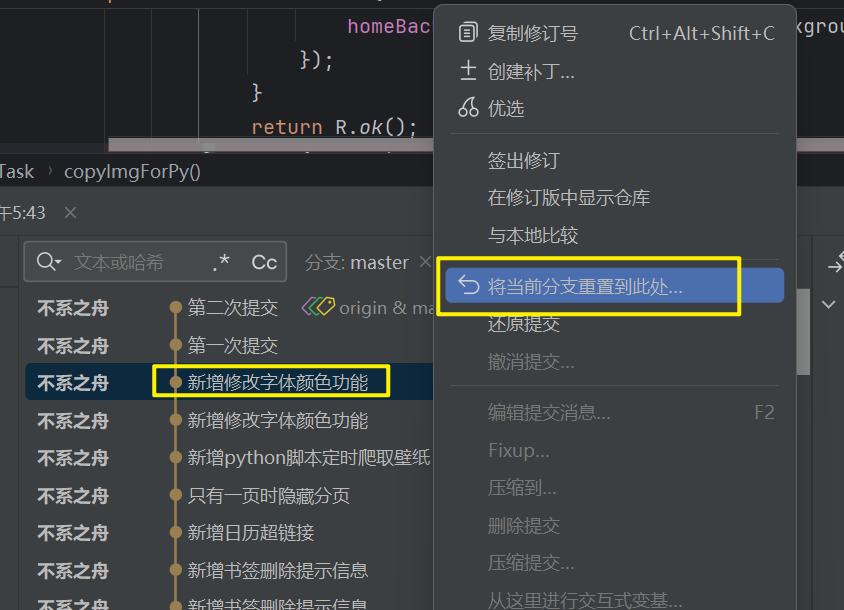 homeBac
});
}
return R.ok();
kgrou
Task › copyImgForPy()
午5:43 ×
文本或哈希 .* Cc 分支: master ×
不系之舟 第二次提交 origin & ma
不系之舟 第一次提交
不系之舟 新增修改字体颜色功能
不系之舟 新增修改字体颜色功能
不系之舟 新增python脚本定时爬取壁纸
不系之舟 只有一页时隐藏分页
不系之舟 新增日历超链接
不系之舟 新增书签删除提示信息
不系之舟 新增书签删除提示信息
复制修订号 Ctrl+Alt+Shift+C
创建补丁...
优选
签出修订
在修订版中显示仓库
与本地比较
将当前分支重置到此处...
还原提交
撤消提交...
编辑提交消息... F2
Fixup...
压缩到...
删除提交
压缩提交...
从这里进行交互式变基...